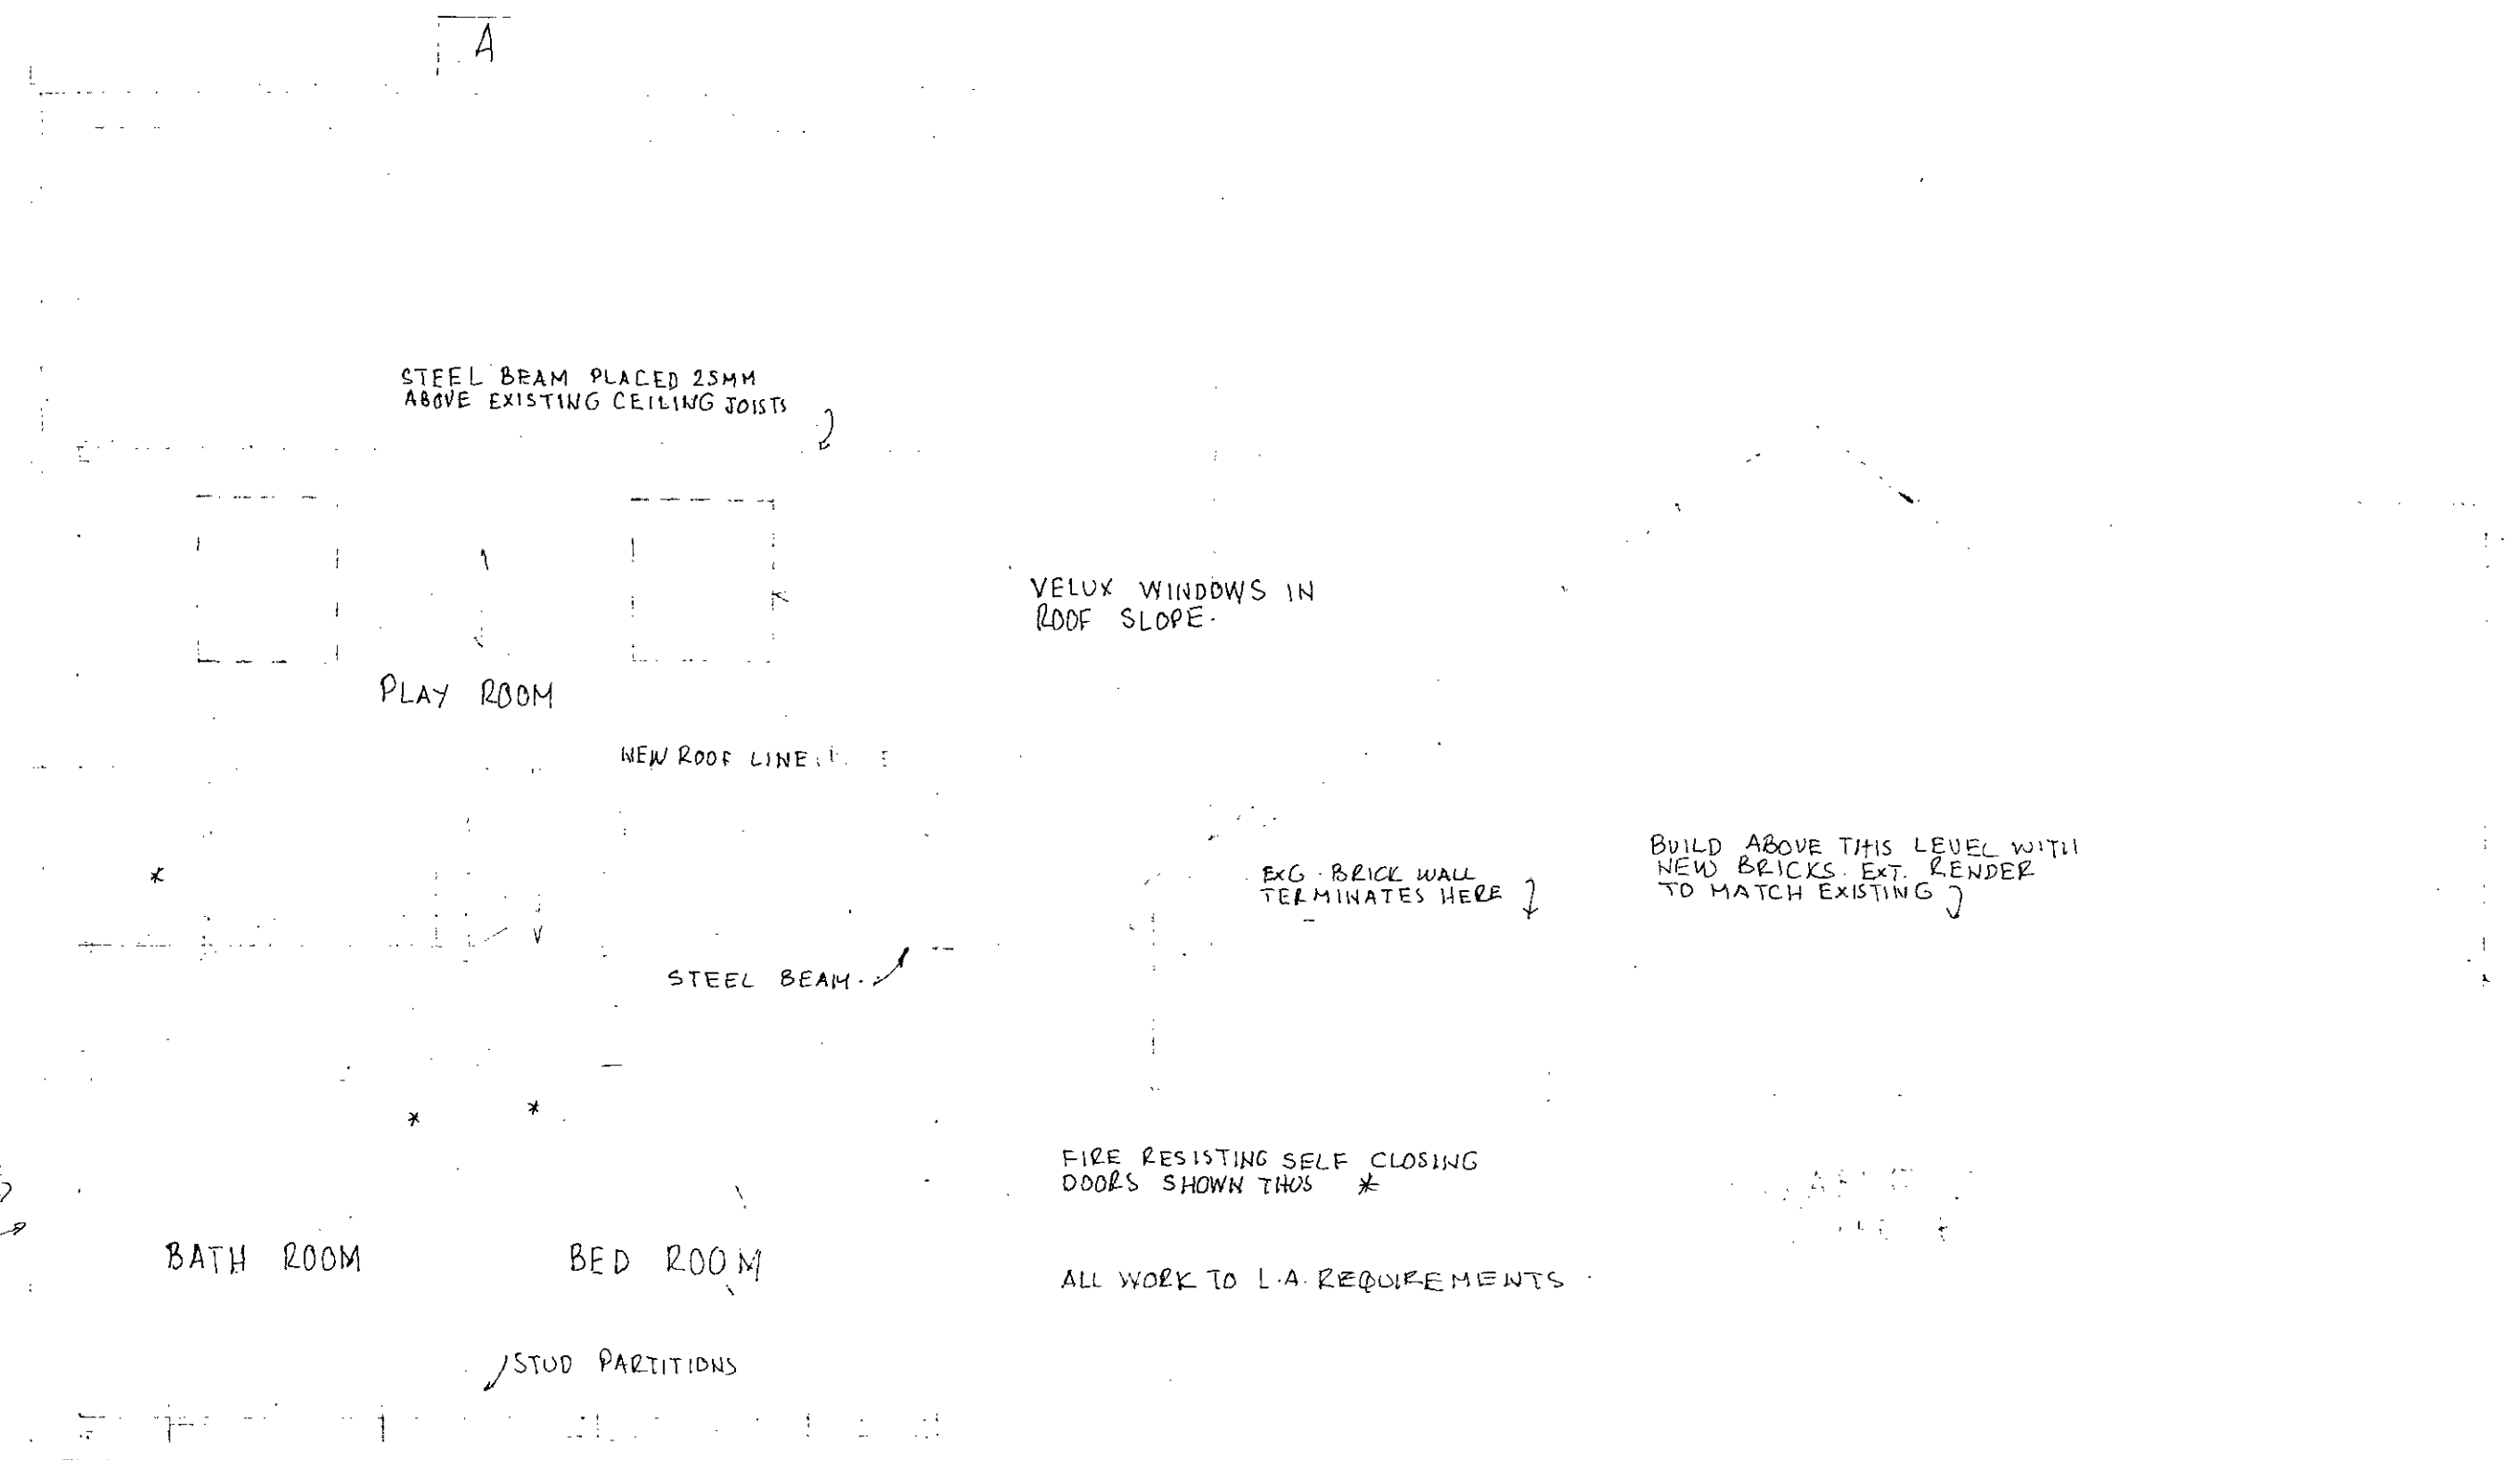 A
STEEL BEAM PLACED 25MM
ABOVE EXISTING CEILING JOISTS
VELUX WINDOWS IN
ROOF SLOPE.
PLAY ROOM
NEW ROOF LINE
EXG. BRICK WALL
TERMINATES HERE
BUILD ABOVE THIS LEVEL WITH
NEW BRICKS. EXT. RENDER
TO MATCH EXISTING
*
STEEL BEAM.
*
*
FIRE RESISTING SELF CLOSING
DOORS SHOWN THUS *
BATH ROOM
BED ROOM
ALL WORK TO L.A. REQUIREMENTS.
STUD PARTITIONS